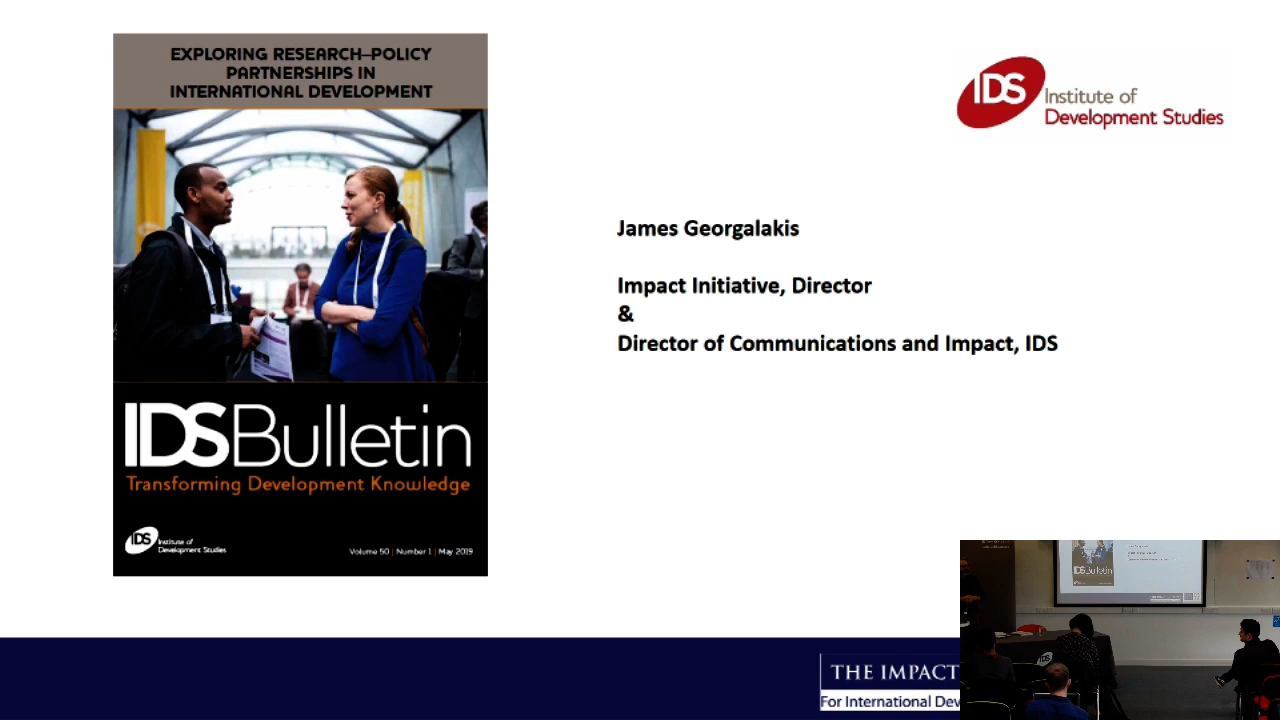 EXPLORING RESEARCH–POLICY
PARTNERSHIPS IN
INTERNATIONAL DEVELOPMENT
IDSBulletin
Transforming Development Knowledge
IDS
Institute of
Development Studies
Volume 50 | Number 1 | May 2019
IDS
Institute of
Development Studies
James Georgalakis
Impact Initiative, Director
&
Director of Communications and Impact, IDS
THE IMPACT
For International Dev
IDSBulletin
IDS